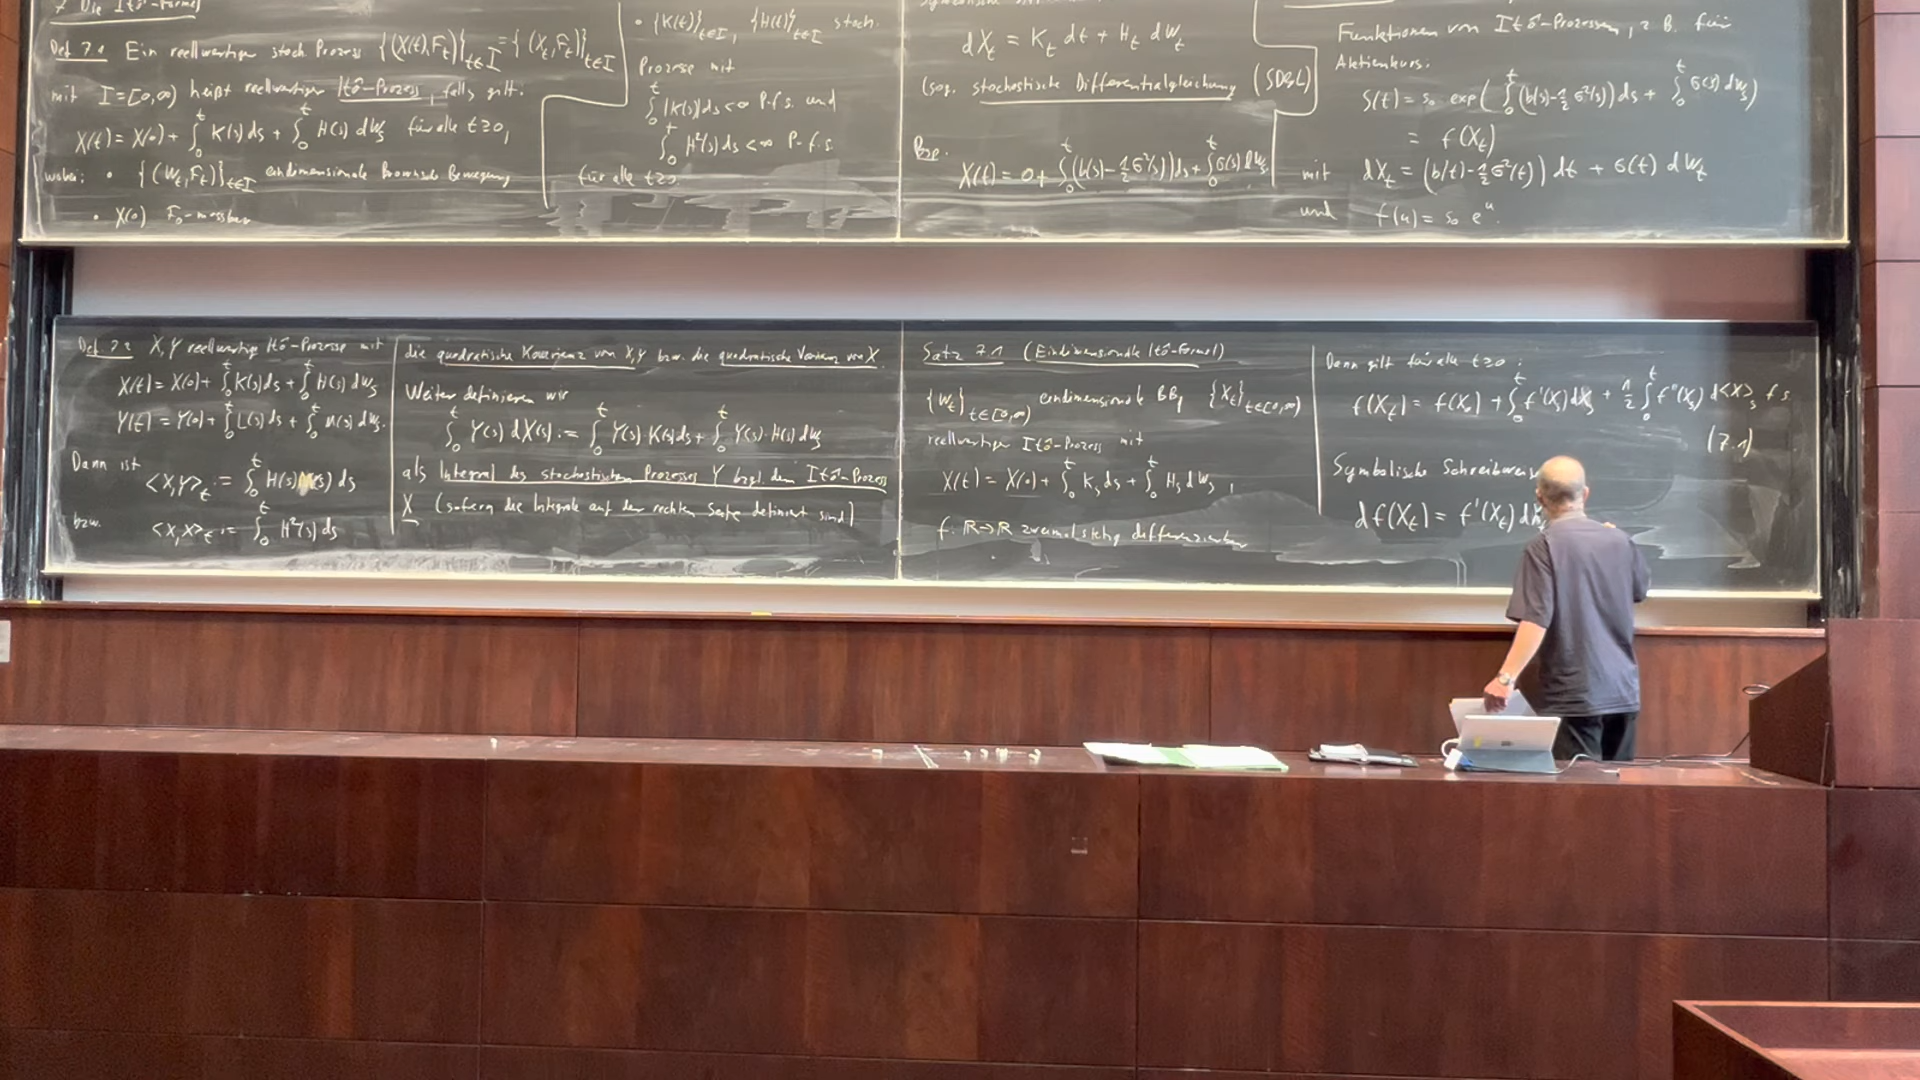 7 Die Itô-Formel
Def 7.1 Ein reellwertiger stoch. Prozess {(X(t),F_t)}_{t∈I} = {(X_t,F_t)}_{t∈I}
mit I=[0,∞) heißt reellwertiger Itô-Prozess, falls gilt:
X(t) = X(0) + ∫_0^t K(s) ds + ∫_0^t H(s) dW_s für alle t≥0,
wobei: • {(W_t,F_t)}_{t∈I} eindimensionale Brownsche Bewegung
• X(0) F_0-messbar
• {K(t)}_{t∈I}, {H(t)}_{t∈I} stoch.
Prozesse mit
∫_0^t |K(s)| ds < ∞ P-f.s. und
∫_0^t H²(s) ds < ∞ P-f.s.
für alle t≥0.
dX_t = K_t dt + H_t dW_t
(sog. stochastische Differentialgleichung (SDGL)
Bsp.
X(t) = 0 + ∫_0^t (b(s) - 1/2 σ²(s)) ds + ∫_0^t σ(s) dW_s
Funktionen von Itô-Prozessen, z.B. für
Aktienkurs:
S(t) = s_0 exp( ∫_0^t (b(s) - 1/2 σ²(s)) ds + ∫_0^t σ(s) dW_s )
= f(X_t)
mit dX_t = (b(t) - 1/2 σ²(t)) dt + σ(t) dW_t
und f(u) = s_0 e^u.
Def. 7.2 X,Y reellwertige Itô-Prozesse mit
X(t) = X(0) + ∫_0^t K(s) ds + ∫_0^t H(s) dW_s
Y(t) = Y(0) + ∫_0^t L(s) ds + ∫_0^t M(s) dW_s.
Dann ist
<X,Y>_t := ∫_0^t H(s) M(s) ds
bzw.
<X,X>_t := ∫_0^t H²(s) ds
die quadratische Kovarianz von X,Y bzw. die quadratische Varianz von X.
Weiter definieren wir
∫_0^t Y(s) dX(s) := ∫_0^t Y(s)·K(s) ds + ∫_0^t Y(s)·H(s) dW_s
als Integral des stochastischen Prozesses Y bzgl. dem Itô-Prozess
X (sofern die Integrale auf der rechten Seite definiert sind)
Satz 7.1 (Eindimensionale Itô-Formel)
{W_t}_{t∈[0,∞)} eindimensionale BB, {X_t}_{t∈[0,∞)}
reellwertiger Itô-Prozess mit
X(t) = X(0) + ∫_0^t K_s ds + ∫_0^t H_s dW_s,
f: ℝ→ℝ zweimal stetig differenzierbar
Dann gilt für alle t≥0:
f(X_t) = f(X_0) + ∫_0^t f'(X_s) dX_s + 1/2 ∫_0^t f''(X_s) d<X>_s f.s.
(7.1)
Symbolische Schreibweise
df(X_t) = f'(X_t) dX